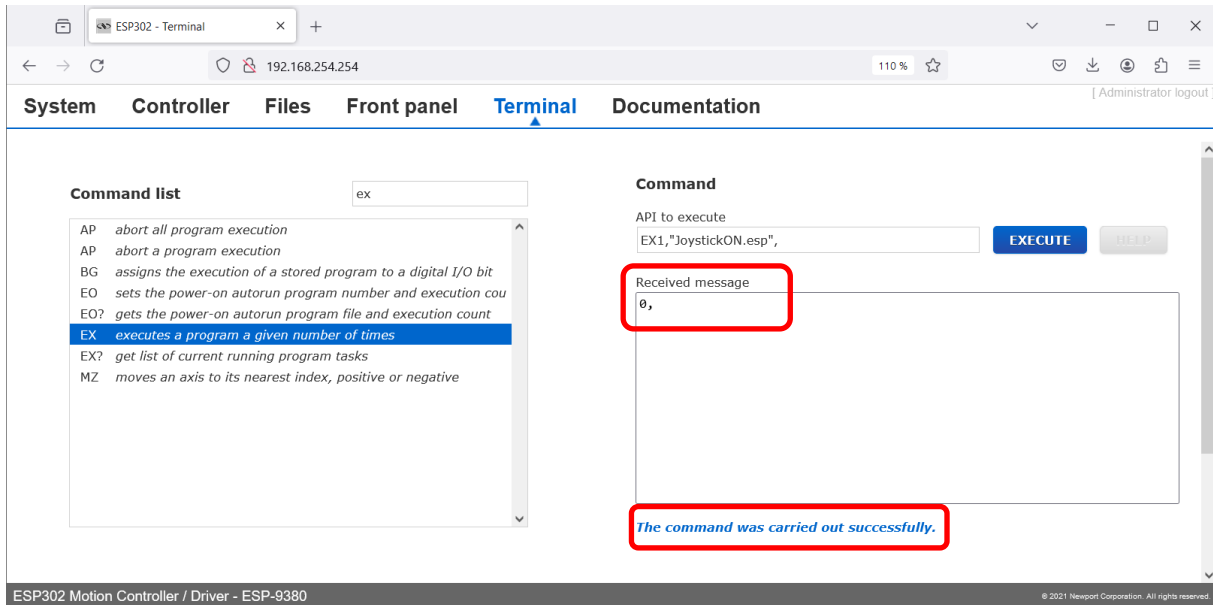 ESP302 - Terminal
192.168.254.254
110 %
System Controller Files Front panel Terminal Documentation
[ Administrator logout ]
Command list
ex
AP abort all program execution
AP abort a program execution
BG assigns the execution of a stored program to a digital I/O bit
EO sets the power-on autorun program number and execution cou
EO? gets the power-on autorun program file and execution count
EX executes a program a given number of times
EX? get list of current running program tasks
MZ moves an axis to its nearest index, positive or negative
Command
API to execute
EX1,"JoystickON.esp",
EXECUTE
HELP
Received message
0,
The command was carried out successfully.
ESP302 Motion Controller / Driver - ESP-9380
© 2021 Newport Corporation. All rights reserved.